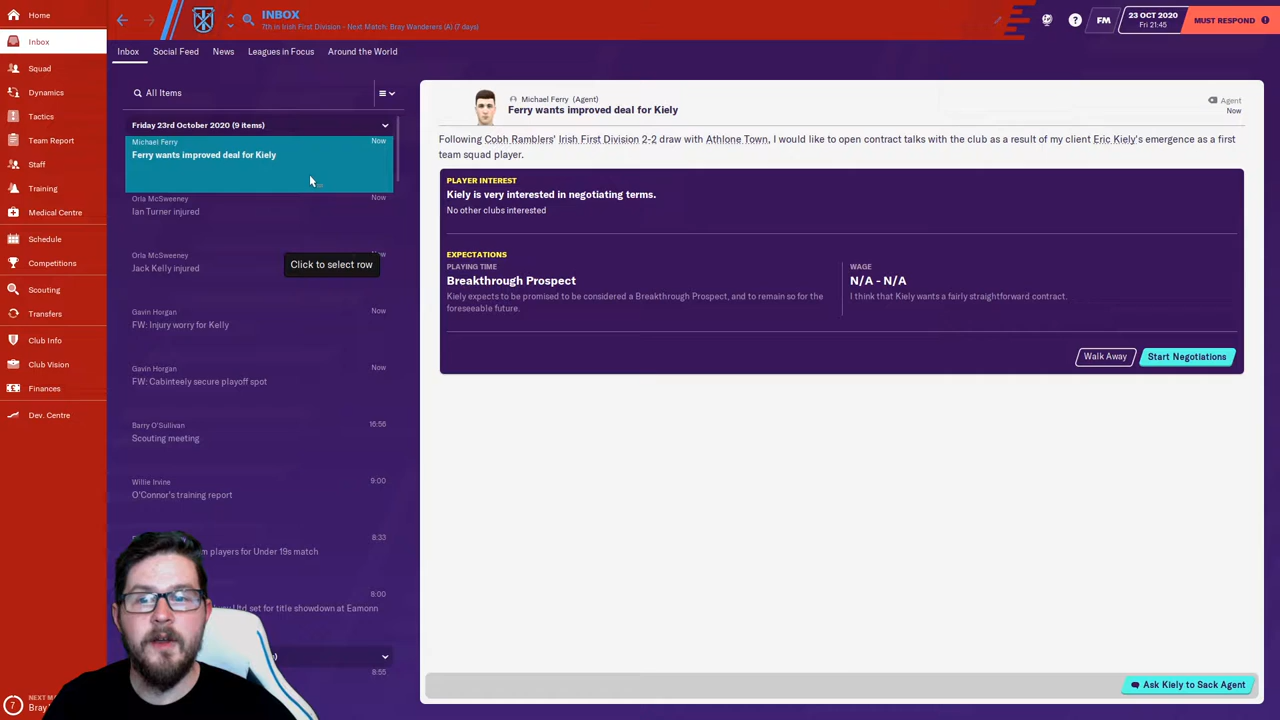 Home
Inbox
Squad
Dynamics
Tactics
Team Report
Staff
Training
Medical Centre
Schedule
Competitions
Scouting
Transfers
Club Info
Club Vision
Finances
Dev. Centre
NEXT MA
7
Bray
INBOX
7th in Irish First Division - Next Match: Bray Wanderers (A) (7 days)
?
FM
23 OCT 2020
Fri 21:45
MUST RESPOND
Inbox
Social Feed
News
Leagues in Focus
Around the World
All Items
Friday 23rd October 2020 (9 items)
Michael Ferry
Now
Ferry wants improved deal for Kiely
Orla McSweeney
Now
Ian Turner injured
Orla McSweeney
Jack Kelly injured
Click to select row
Gavin Horgan
Now
FW: Injury worry for Kelly
Gavin Horgan
Now
FW: Cabinteely secure playoff spot
Barry O'Sullivan
16:56
Scouting meeting
Willie Irvine
9:00
O'Connor's training report
8:33
players for Under 19s match
8:00
Utd set for title showdown at Eamonn
8:55
Michael Ferry (Agent)
Ferry wants improved deal for Kiely
Agent
Now
Following Cobh Ramblers' Irish First Division 2-2 draw with Athlone Town, I would like to open contract talks with the club as a result of my client Eric Kiely's emergence as a first
team squad player.
PLAYER INTEREST
Kiely is very interested in negotiating terms.
No other clubs interested
EXPECTATIONS
PLAYING TIME
Breakthrough Prospect
Kiely expects to be promised to be considered a Breakthrough Prospect, and to remain so for the
foreseeable future.
WAGE
N/A - N/A
I think that Kiely wants a fairly straightforward contract.
Walk Away
Start Negotiations
Ask Kiely to Sack Agent